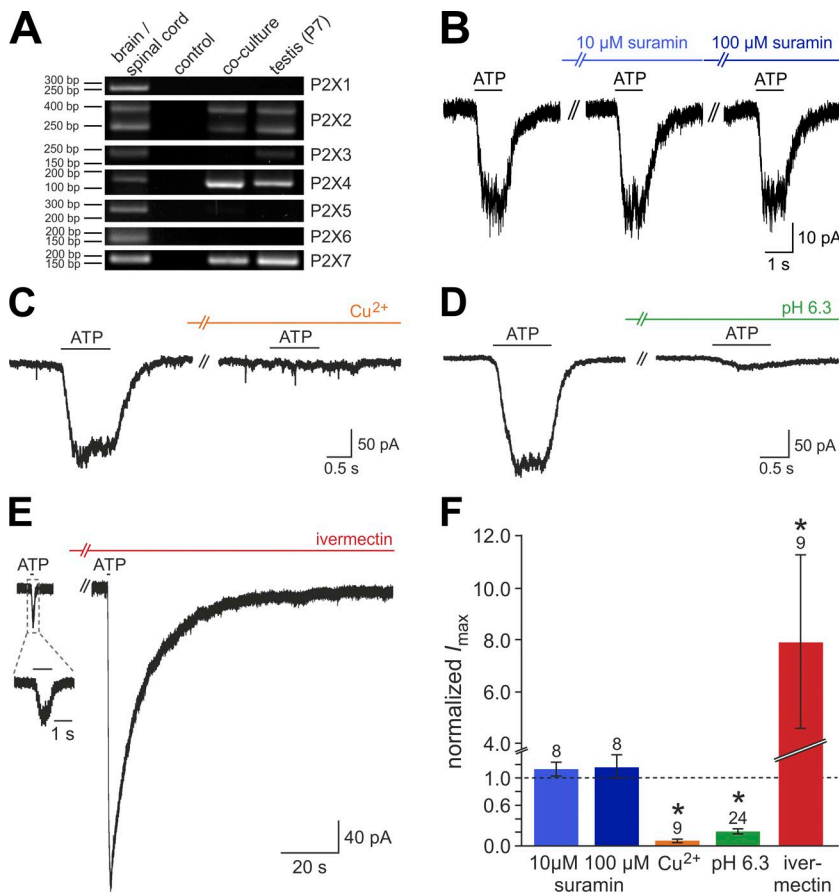 A
brain /
spinal cord
control
co-culture
testis (P7)
300 bp
250 bp
P2X1
400 bp
250 bp
P2X2
250 bp
150 bp
P2X3
200 bp
100 bp
P2X4
300 bp
200 bp
P2X5
200 bp
150 bp
P2X6
200 bp
150 bp
P2X7
B
10 µM suramin
100 µM suramin
ATP
ATP
ATP
10 pA
1 s
C
Cu2+
ATP
ATP
50 pA
0.5 s
D
pH 6.3
ATP
ATP
50 pA
0.5 s
E
ivermectin
ATP
ATP
1 s
40 pA
20 s
F
normalized Imax
12.0
10.0
8.0
6.0
4.0
1.0
0.6
0.0
8
8
*
9
*
24
*
9
10µM
100 µM
suramin
Cu2+
pH 6.3
iver-
mectin